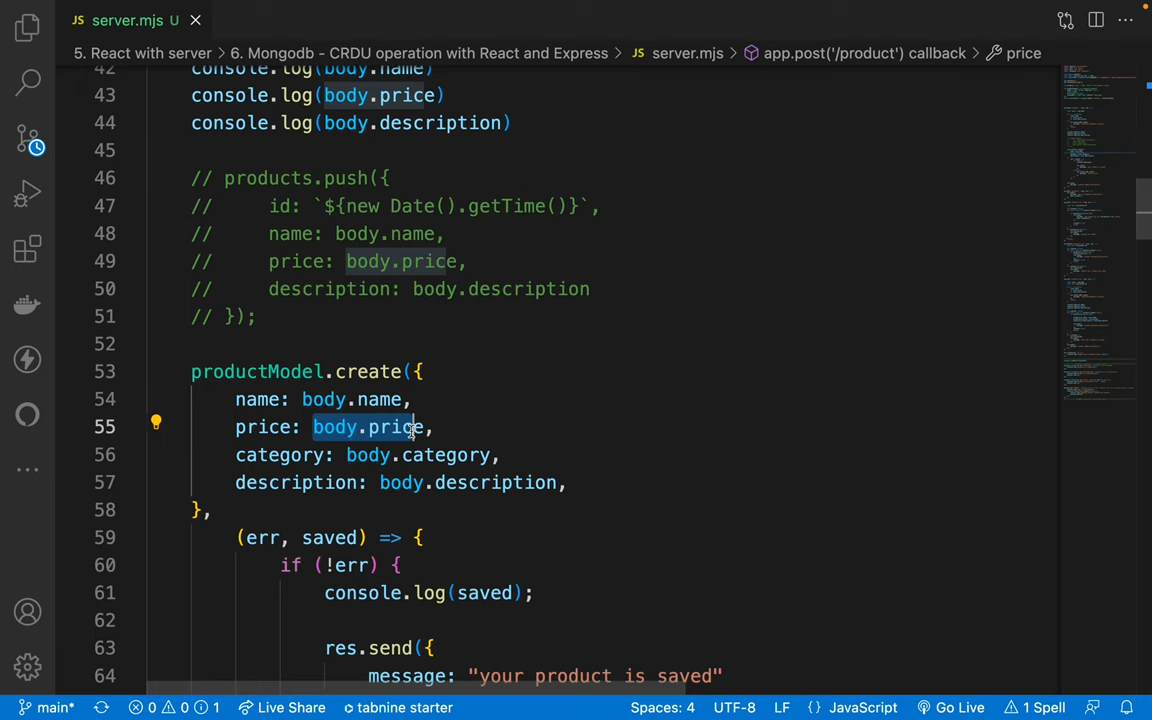 JS server.mjs U
5. React with server > 6. Mongodb - CRDU operation with React and Express > JS server.mjs > app.post('/product') callback > price
42 console.log(body.name)
43 console.log(body.price)
44 console.log(body.description)
45
46 // products.push({
47 //     id: `${new Date().getTime()}`,
48 //     name: body.name,
49 //     price: body.price,
50 //     description: body.description
51 // });
52
53 productModel.create({
54     name: body.name,
55     price: body.price,
56     category: body.category,
57     description: body.description,
58 },
59     (err, saved) => {
60         if (!err) {
61             console.log(saved);
62
63             res.send({
64                 message: "your product is saved"
main* 0 0 1 Live Share tabnine starter Spaces: 4 UTF-8 LF {} JavaScript Go Live 1 Spell